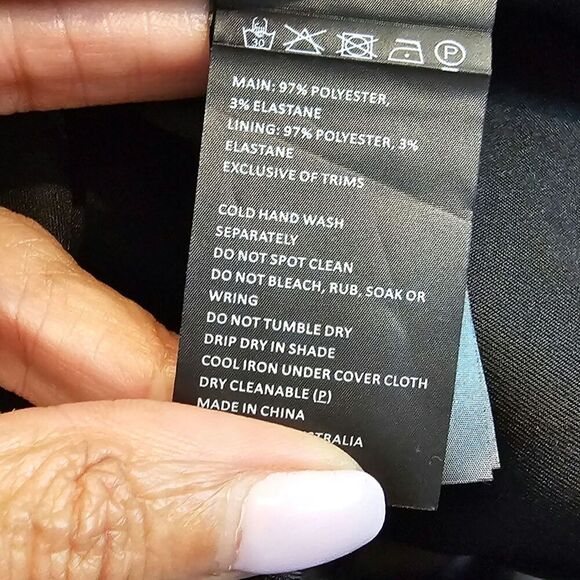 30 P
MAIN: 97% POLYESTER,
3% ELASTANE
LINING: 97% POLYESTER, 3%
ELASTANE
EXCLUSIVE OF TRIMS
COLD HAND WASH
SEPARATELY
DO NOT SPOT CLEAN
DO NOT BLEACH, RUB, SOAK OR
WRING
DO NOT TUMBLE DRY
DRIP DRY IN SHADE
COOL IRON UNDER COVER CLOTH
DRY CLEANABLE (P)
MADE IN CHINA